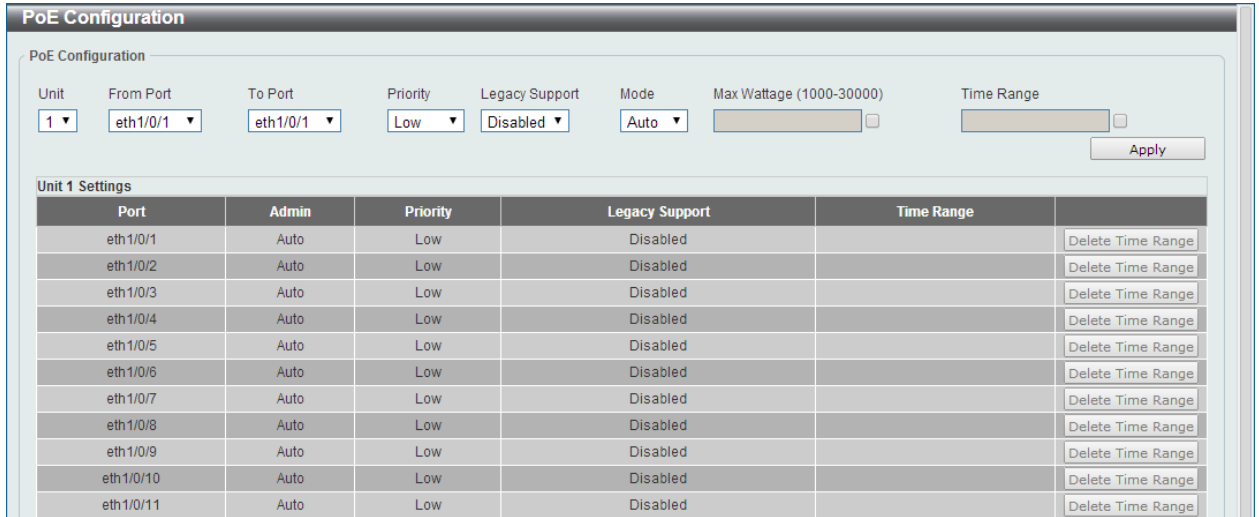 PoE Configuration
PoE Configuration
Unit From Port To Port Priority Legacy Support Mode Max Wattage (1000-30000) Time Range
1 eth1/0/1 eth1/0/1 Low Disabled Auto
Apply
Unit 1 Settings
Port Admin Priority Legacy Support Time Range
eth1/0/1 Auto Low Disabled Delete Time Range
eth1/0/2 Auto Low Disabled Delete Time Range
eth1/0/3 Auto Low Disabled Delete Time Range
eth1/0/4 Auto Low Disabled Delete Time Range
eth1/0/5 Auto Low Disabled Delete Time Range
eth1/0/6 Auto Low Disabled Delete Time Range
eth1/0/7 Auto Low Disabled Delete Time Range
eth1/0/8 Auto Low Disabled Delete Time Range
eth1/0/9 Auto Low Disabled Delete Time Range
eth1/0/10 Auto Low Disabled Delete Time Range
eth1/0/11 Auto Low Disabled Delete Time Range